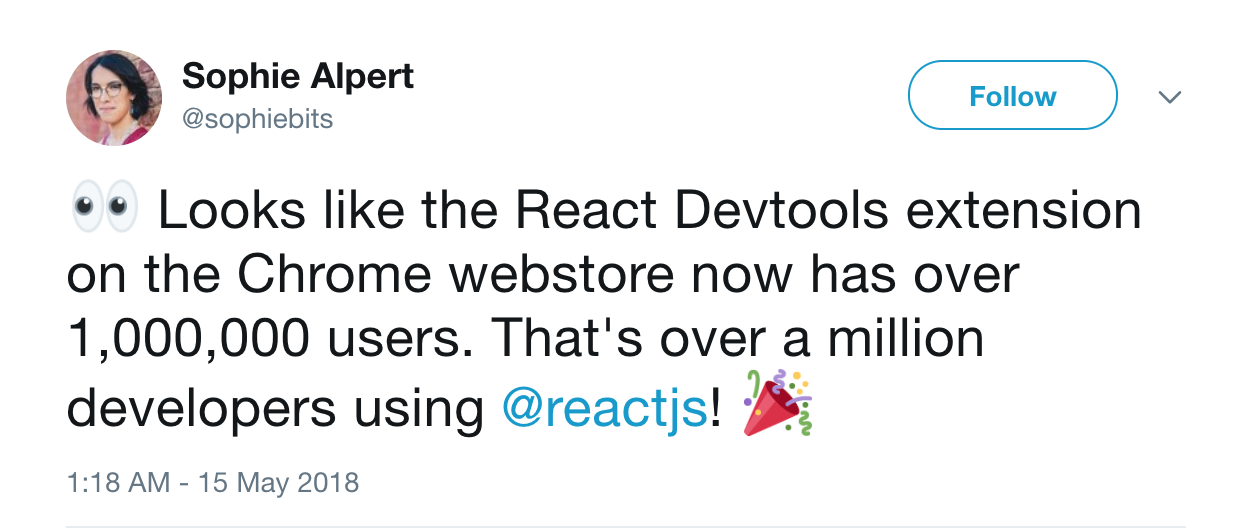 Sophie Alpert
@sophiebits
Follow
👀 Looks like the React Devtools extension
on the Chrome webstore now has over
1,000,000 users. That's over a million
developers using @reactjs! 🎉
1:18 AM - 15 May 2018